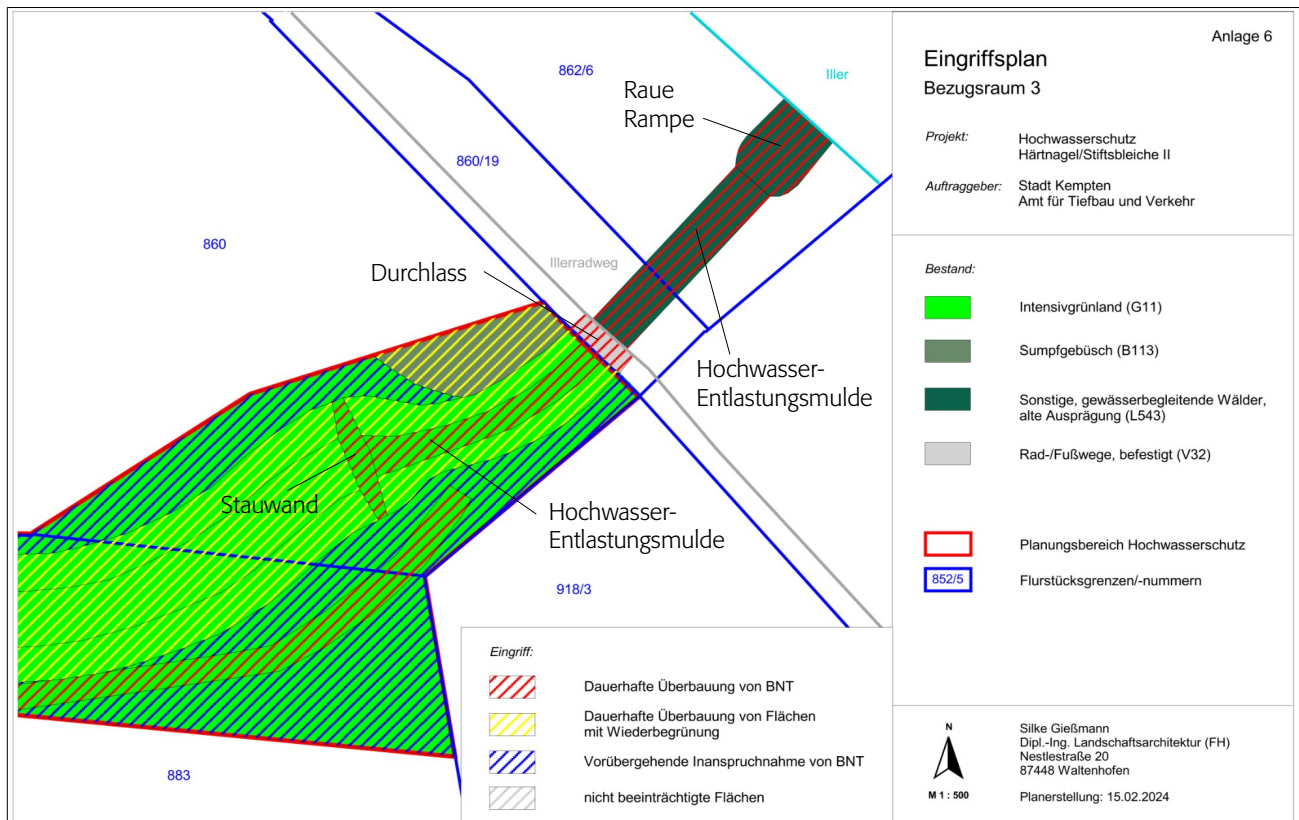 Anlage 6
Eingriffsplan
Bezugsraum 3
Projekt:
Hochwasserschutz
Härtnagel/Stiftsbleiche II
Auftraggeber:
Stadt Kempten
Amt für Tiefbau und Verkehr
Bestand:
Intensivgrünland (G11)
Sumpfgebüsch (B113)
Sonstige, gewässerbegleitende Wälder,
alte Ausprägung (L543)
Rad-/Fußwege, befestigt (V32)
Planungsbereich Hochwasserschutz
852/5
Flurstücksgrenzen/-nummern
N
M 1 : 500
Silke Gießmann
Dipl.-Ing. Landschaftsarchitektur (FH)
Nestlestraße 20
87448 Waltenhofen
Planerstellung: 15.02.2024
862/6
Iller
Raue
Rampe
860/19
860
Illerradweg
Durchlass
Hochwasser-
Entlastungsmulde
Stauwand
Hochwasser-
Entlastungsmulde
918/3
883
Eingriff:
Dauerhafte Überbauung von BNT
Dauerhafte Überbauung von Flächen
mit Wiederbegrünung
Vorübergehende Inanspruchnahme von BNT
nicht beeinträchtigte Flächen